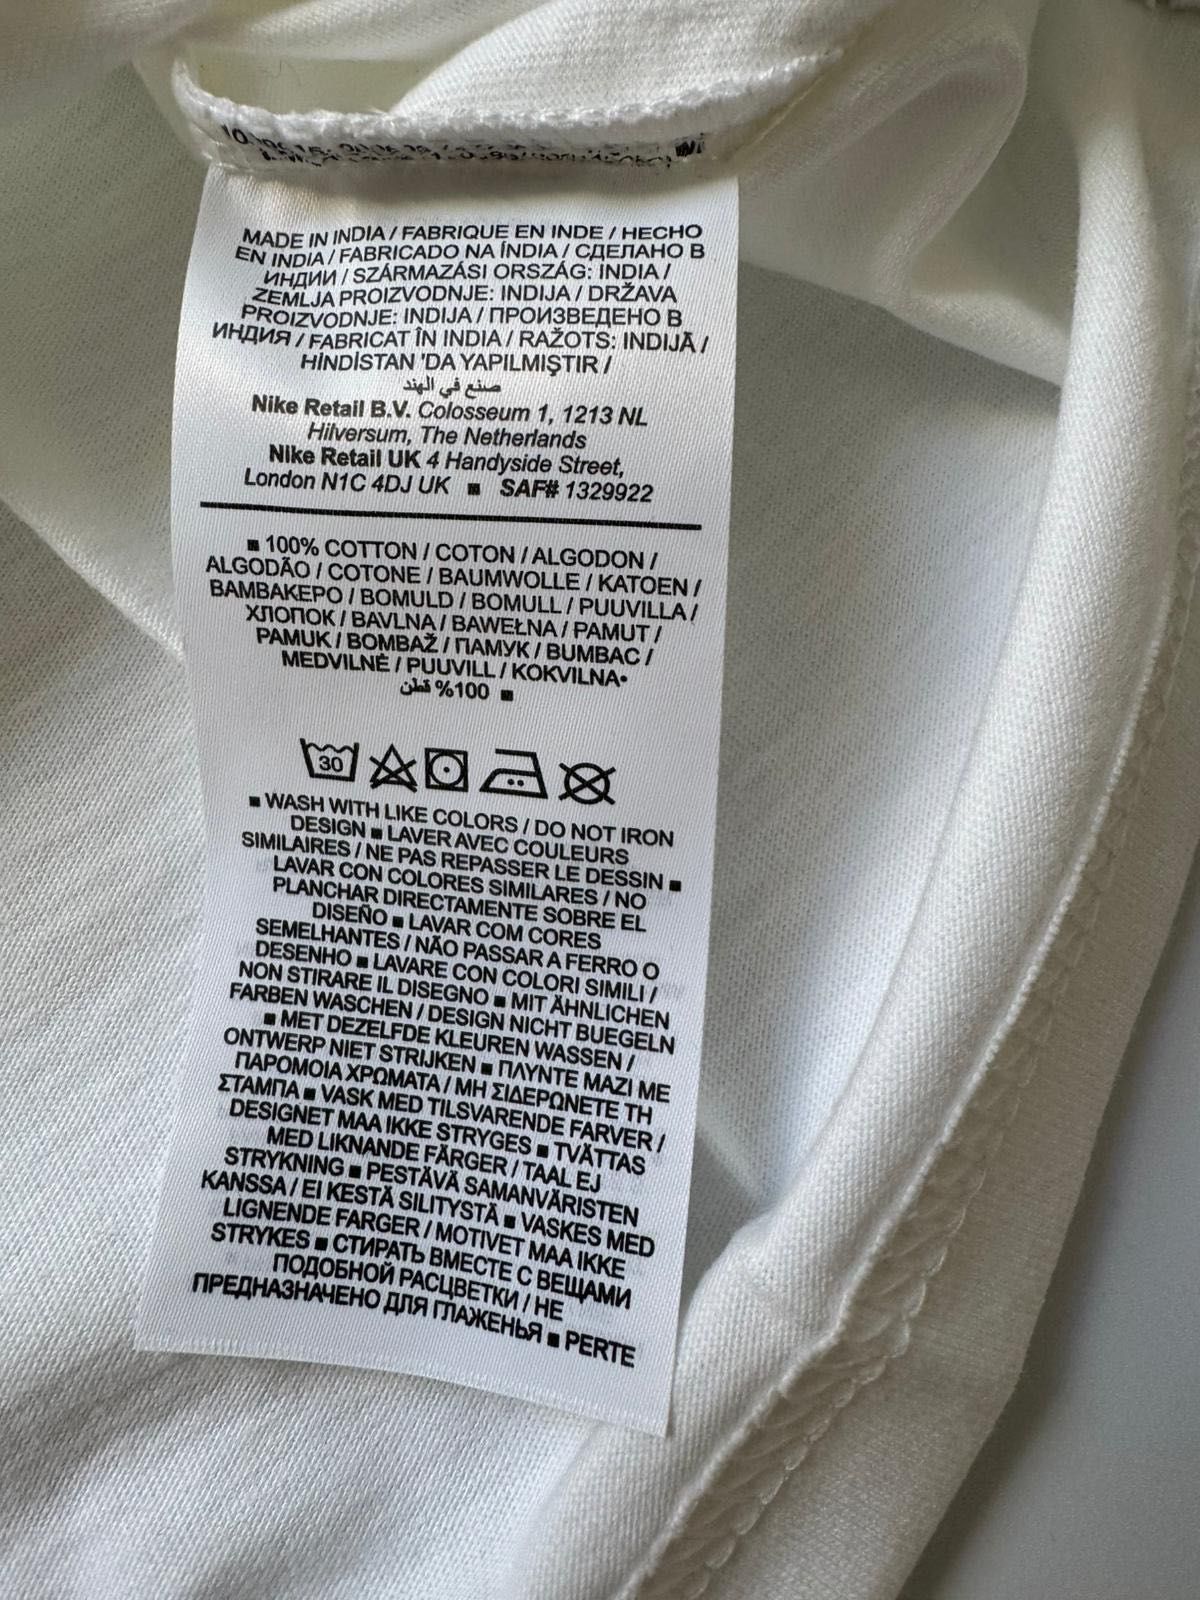 MADE IN INDIA / FABRIQUE EN INDE / HECHO
EN INDIA / FABRICADO NA ÍNDIA / СДЕЛАНО В
ИНДИИ / SZÁRMAZÁSI ORSZÁG: INDIA /
ZEMLJA PROIZVODNJE: INDIJA / DRŽAVA
PROIZVODNJE: INDIJA / ПРОИЗВЕДЕНО В
ИНДИЯ / FABRICAT ÎN INDIA / RAŽOTS: INDIJĀ /
HİNDİSTAN 'DA YAPILMIŞTIR /
صنع في الهند
Nike Retail B.V. Colosseum 1, 1213 NL
Hilversum, The Netherlands
Nike Retail UK 4 Handyside Street,
London N1C 4DJ UK ■ SAF# 1329922
■ 100% COTTON / COTON / ALGODON /
ALGODÃO / COTONE / BAUMWOLLE / KATOEN /
ΒΑΜΒΑΚΕΡΟ / BOMULD / BOMULL / PUUVILLA /
ХЛОПОК / BAVLNA / BAWEŁNA / PAMUT /
PAMUK / BOMBAŽ / ПАМУК / BUMBAC /
MEDVILNĖ / PUUVILL / KOKVILNA•
100% قطن ■
30
■ WASH WITH LIKE COLORS / DO NOT IRON
DESIGN ■ LAVER AVEC COULEURS
SIMILAIRES / NE PAS REPASSER LE DESSIN ■
LAVAR CON COLORES SIMILARES / NO
PLANCHAR DIRECTAMENTE SOBRE EL
DISEÑO ■ LAVAR COM CORES
SEMELHANTES / NÃO PASSAR A FERRO O
DESENHO ■ LAVARE CON COLORI SIMILI /
NON STIRARE IL DISEGNO ■ MIT ÄHNLICHEN
FARBEN WASCHEN / DESIGN NICHT BUEGELN
■ MET DEZELFDE KLEUREN WASSEN /
ONTWERP NIET STRIJKEN ■ ΠΛΥΝΤΕ ΜΑΖΙ ΜΕ
ΠΑΡΟΜΟΙΑ ΧΡΩΜΑΤΑ / ΜΗ ΣΙΔΕΡΩΝΕΤΕ ΤΗ
ΣΤΑΜΠΑ ■ VASK MED TILSVARENDE FARVER /
DESIGNET MAA IKKE STRYGES ■ TVÄTTAS
MED LIKNANDE FÄRGER / TAAL EJ
STRYKNING ■ PESTÄVÄ SAMANVÄRISTEN
KANSSA / EI KESTÄ SILITYSTÄ ■ VASKES MED
LIGNENDE FARGER / MOTIVET MAA IKKE
STRYKES ■ СТИРАТЬ ВМЕСТЕ С ВЕЩАМИ
ПОДОБНОЙ РАСЦВЕТКИ / НЕ
ПРЕДНАЗНАЧЕНО ДЛЯ ГЛАЖЕНЬЯ ■ PERTE